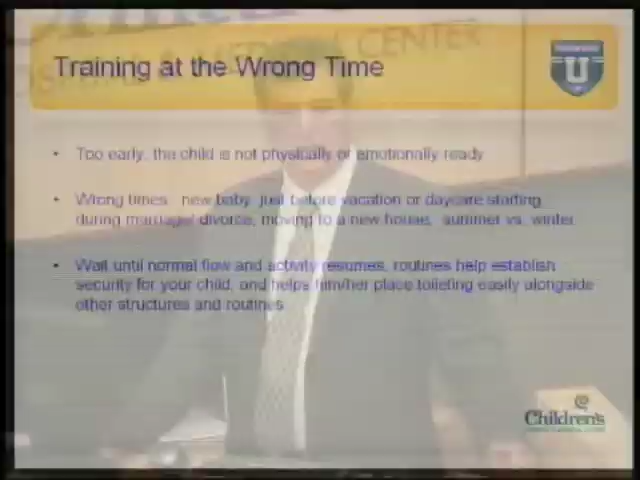 Training at the Wrong Time
U
• Too early, the child is not physically or emotionally ready
• Wrong times: new baby, just before vacation or daycare starting,
during marriage/ divorce, moving to a new house, summer vs. winter
• Wait until normal flow and activity resumes, routines help establish
security for your child, and helps him/her place toileting easily alongside
other structures and routines
Children's
CENTER